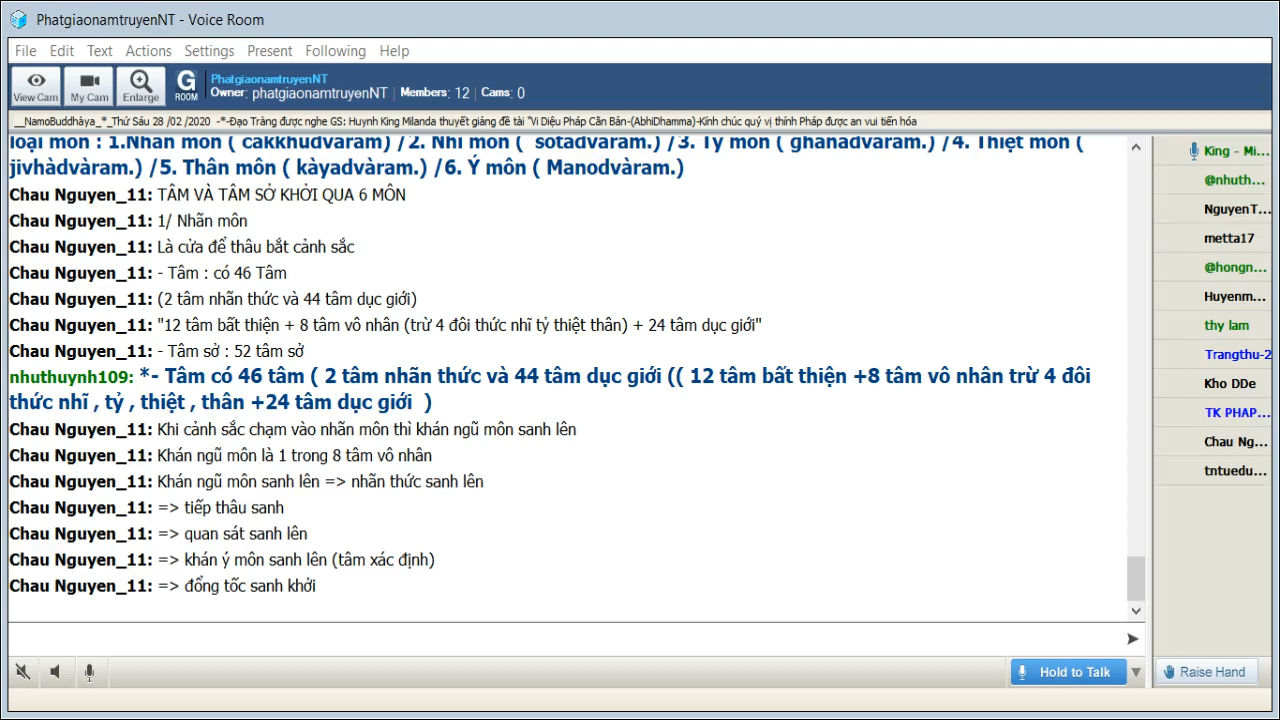 PhatgiaonamtruyenNT - Voice Room
File Edit Text Actions Settings Present Following Help
View Cam My Cam Enlarge G ROOM
PhatgiaonamtruyenNT
Owner: phatgiaonamtruyenNT | Members: 12 | Cams: 0
__NamoBuddhàya_*_Thứ Sáu 28 /02 /2020 -*-Đạo Tràng được nghe GS: Huynh King Milanda thuyết giảng đề tài "Vi Diệu Pháp Căn Bản-(AbhiDhamma)-Kính chúc quý vị thính Pháp được an vui tiến hóa
loại môn : 1.Nhãn môn ( cakkhudvàram) /2. Nhĩ môn ( sotadvàram.) /3. Tỷ môn ( ghànadvàram.) /4. Thiệt môn (
jivhàdvàram.) /5. Thân môn ( kàyadvàram.) /6. Ý môn ( Manodvàram.)
Chau Nguyen_11: TÂM VÀ TÂM SỞ KHỞI QUA 6 MÔN
Chau Nguyen_11: 1/ Nhãn môn
Chau Nguyen_11: Là cửa để thâu bắt cảnh sắc
Chau Nguyen_11: - Tâm : có 46 Tâm
Chau Nguyen_11: (2 tâm nhãn thức và 44 tâm dục giới)
Chau Nguyen_11: "12 tâm bất thiện + 8 tâm vô nhân (trừ 4 đôi thức nhĩ tỷ thiệt thân) + 24 tâm dục giới"
Chau Nguyen_11: - Tâm sở : 52 tâm sở
nhuthuynh109: *- Tâm có 46 tâm ( 2 tâm nhãn thức và 44 tâm dục giới (( 12 tâm bất thiện +8 tâm vô nhân trừ 4 đôi
thức nhĩ , tỷ , thiệt , thân +24 tâm dục giới )
Chau Nguyen_11: Khi cảnh sắc chạm vào nhãn môn thì khán ngũ môn sanh lên
Chau Nguyen_11: Khán ngũ môn là 1 trong 8 tâm vô nhân
Chau Nguyen_11: Khán ngũ môn sanh lên => nhãn thức sanh lên
Chau Nguyen_11: => tiếp thâu sanh
Chau Nguyen_11: => quan sát sanh lên
Chau Nguyen_11: => khán ý môn sanh lên (tâm xác định)
Chau Nguyen_11: => đổng tốc sanh khởi
King - Mi...
@nhuth...
NguyenT...
metta17
@hongn...
Huyenm...
thy lam
Trangthu-2
Kho DDe
TK PHAP...
Chau Ng...
tntuedu...
Hold to Talk
Raise Hand